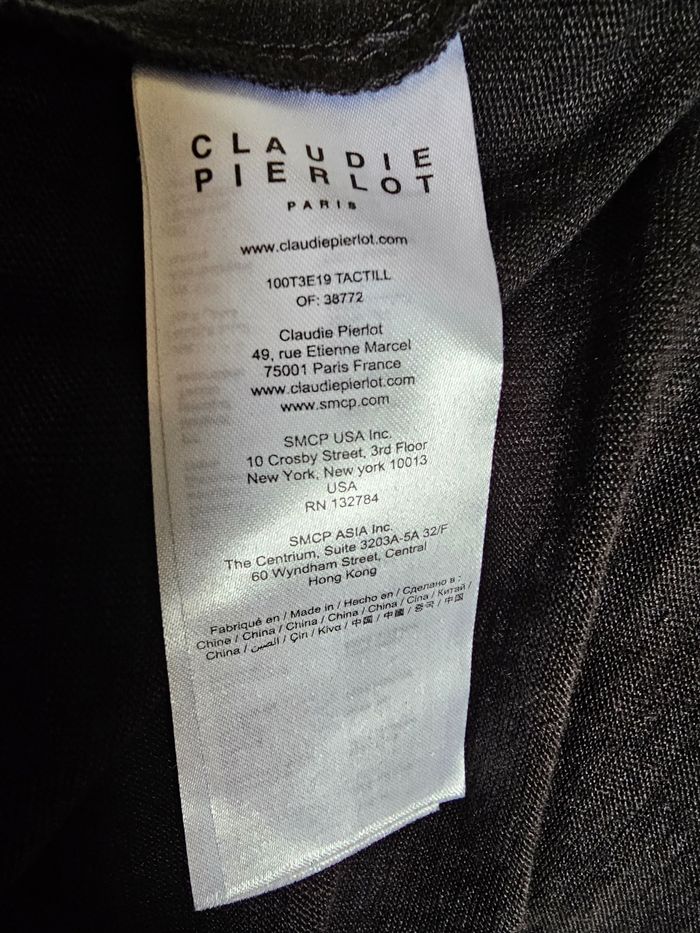 CLAUDIE
PIERLOT
PARIS
www.claudiepierlot.com
100T3E19 TACTILL
OF: 38772
Claudie Pierlot
49, rue Etienne Marcel
75001 Paris France
www.claudiepierlot.com
www.smcp.com
SMCP USA Inc.
10 Crosby Street, 3rd Floor
New York, New york 10013
USA
RN 132784
SMCP ASIA Inc.
The Centrium, Suite 3203A-5A 32/F
60 Wyndham Street, Central
Hong Kong
Fabriqué en / Made in / Hecho en / Сделано в :
Chine / China / China / China / China / Cina / Китай /
China / الصين / Çin / Κίνα / 中国 / 中國 / 중국 / 中国